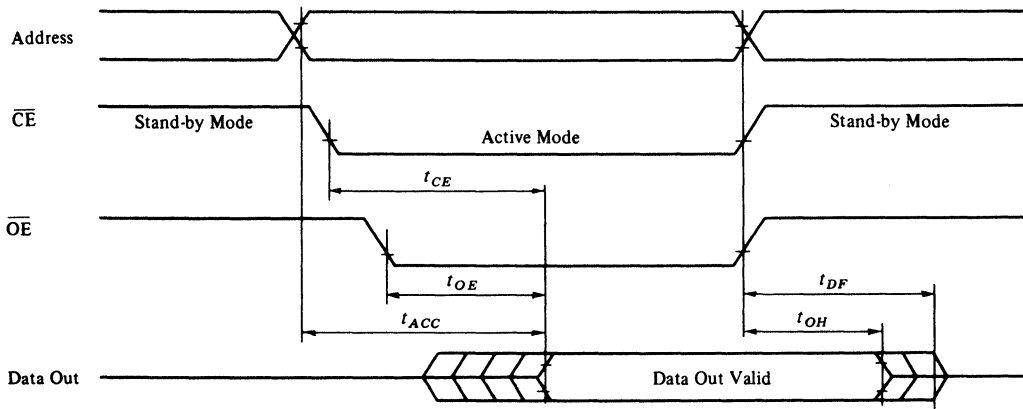 Address
CE
Stand-by Mode
Active Mode
Stand-by Mode
tCE
OE
tOE
tDF
tACC
tOH
Data Out
Data Out Valid